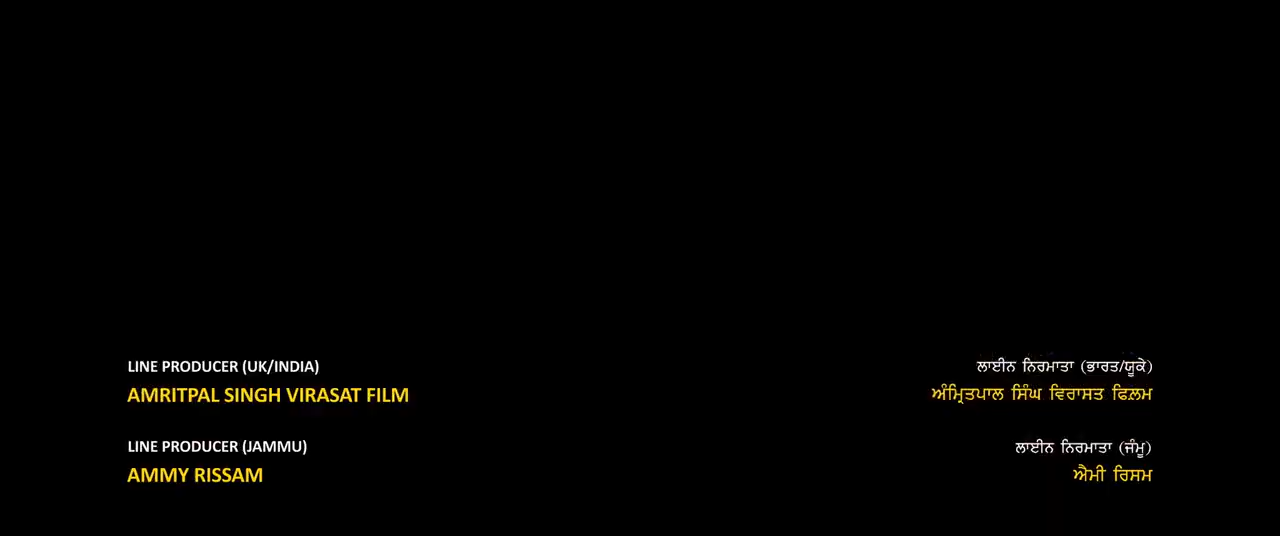 LINE PRODUCER (UK/INDIA)
ਲਾਈਨ ਨਿਰਮਾਤਾ (ਭਾਰਤ/ਯੂਕੇ)
AMRITPAL SINGH VIRASAT FILM
ਅੰਮ੍ਰਿਤਪਾਲ ਸਿੰਘ ਵਿਰਾਸਤ ਫਿਲ਼ਮ
LINE PRODUCER (JAMMU)
ਲਾਈਨ ਨਿਰਮਾਤਾ (ਜੰਮੂ)
AMMY RISSAM
ਐਮੀ ਰਿਸਮ